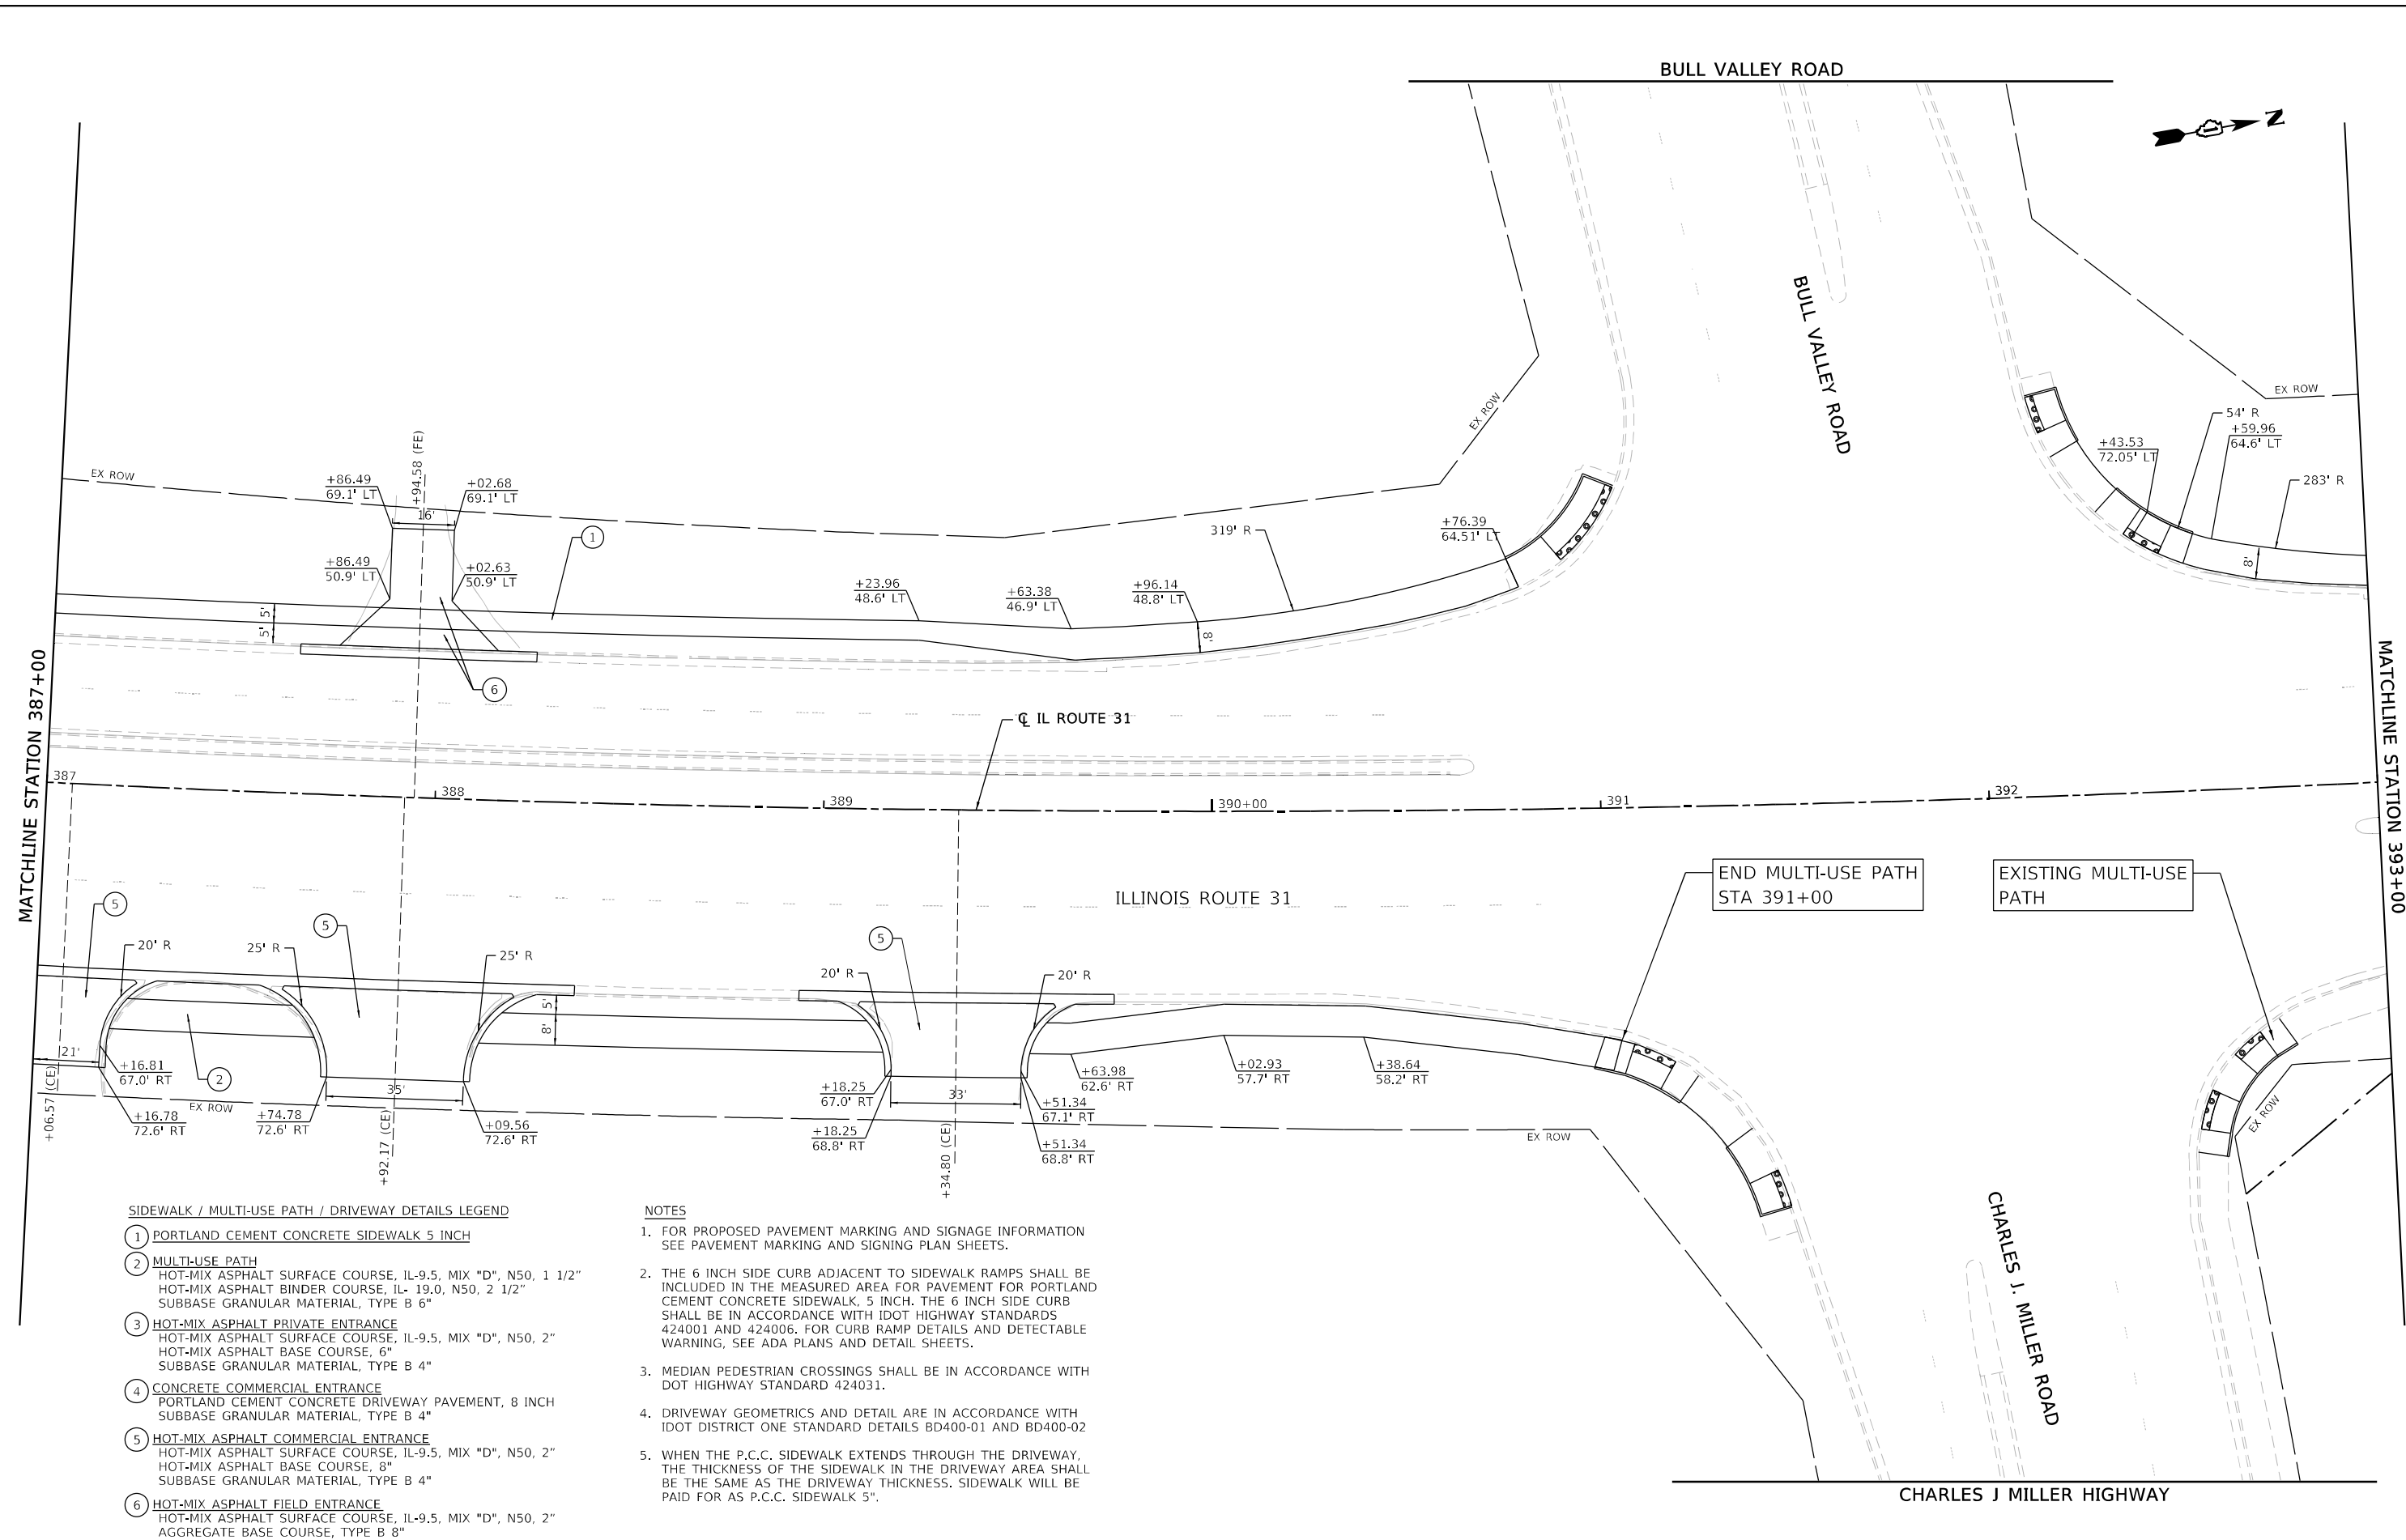 BULL VALLEY ROAD
N
EX ROW
EX ROW
EX ROW
EX ROW
BULL VALLEY ROAD
MATCHLINE STATION 387+00
MATCHLINE STATION 393+00
+94.58 (FE)
+86.49
69.1' LT
+02.68
69.1' LT
16'
1
+86.49
50.9' LT
+02.63
50.9' LT
5'
5'
6
+23.96
48.6' LT
+63.38
46.9' LT
+96.14
48.8' LT
8'
319' R
+76.39
64.51' LT
54' R
+59.96
64.6' LT
+43.53
72.05' LT
283' R
8'
℄ IL ROUTE 31
387
388
389
390+00
391
392
ILLINOIS ROUTE 31
END MULTI-USE PATH
STA 391+00
EXISTING MULTI-USE
PATH
5
20' R
25' R
5
25' R
5
20' R
20' R
5'
8'
21'
+16.81
67.0' RT
2
35'
33'
+16.78
72.6' RT
EX ROW
+74.78
72.6' RT
+09.56
72.6' RT
+18.25
67.0' RT
+18.25
68.8' RT
+63.98
62.6' RT
+51.34
67.1' RT
+51.34
68.8' RT
+02.93
57.7' RT
+38.64
58.2' RT
+06.57 (CE)
+92.17 (CE)
+34.80 (CE)
EX ROW
CHARLES J. MILLER ROAD
CHARLES J MILLER HIGHWAY
SIDEWALK / MULTI-USE PATH / DRIVEWAY DETAILS LEGEND
1 PORTLAND CEMENT CONCRETE SIDEWALK 5 INCH
2 MULTI-USE PATH
HOT-MIX ASPHALT SURFACE COURSE, IL-9.5, MIX "D", N50, 1 1/2"
HOT-MIX ASPHALT BINDER COURSE, IL- 19.0, N50, 2 1/2"
SUBBASE GRANULAR MATERIAL, TYPE B 6"
3 HOT-MIX ASPHALT PRIVATE ENTRANCE
HOT-MIX ASPHALT SURFACE COURSE, IL-9.5, MIX "D", N50, 2"
HOT-MIX ASPHALT BASE COURSE, 6"
SUBBASE GRANULAR MATERIAL, TYPE B 4"
4 CONCRETE COMMERCIAL ENTRANCE
PORTLAND CEMENT CONCRETE DRIVEWAY PAVEMENT, 8 INCH
SUBBASE GRANULAR MATERIAL, TYPE B 4"
5 HOT-MIX ASPHALT COMMERCIAL ENTRANCE
HOT-MIX ASPHALT SURFACE COURSE, IL-9.5, MIX "D", N50, 2"
HOT-MIX ASPHALT BASE COURSE, 8"
SUBBASE GRANULAR MATERIAL, TYPE B 4"
6 HOT-MIX ASPHALT FIELD ENTRANCE
HOT-MIX ASPHALT SURFACE COURSE, IL-9.5, MIX "D", N50, 2"
AGGREGATE BASE COURSE, TYPE B 8"
NOTES
1. FOR PROPOSED PAVEMENT MARKING AND SIGNAGE INFORMATION
SEE PAVEMENT MARKING AND SIGNING PLAN SHEETS.
2. THE 6 INCH SIDE CURB ADJACENT TO SIDEWALK RAMPS SHALL BE
INCLUDED IN THE MEASURED AREA FOR PAVEMENT FOR PORTLAND
CEMENT CONCRETE SIDEWALK, 5 INCH. THE 6 INCH SIDE CURB
SHALL BE IN ACCORDANCE WITH IDOT HIGHWAY STANDARDS
424001 AND 424006. FOR CURB RAMP DETAILS AND DETECTABLE
WARNING, SEE ADA PLANS AND DETAIL SHEETS.
3. MEDIAN PEDESTRIAN CROSSINGS SHALL BE IN ACCORDANCE WITH
DOT HIGHWAY STANDARD 424031.
4. DRIVEWAY GEOMETRICS AND DETAIL ARE IN ACCORDANCE WITH
IDOT DISTRICT ONE STANDARD DETAILS BD400-01 AND BD400-02
5. WHEN THE P.C.C. SIDEWALK EXTENDS THROUGH THE DRIVEWAY,
THE THICKNESS OF THE SIDEWALK IN THE DRIVEWAY AREA SHALL
BE THE SAME AS THE DRIVEWAY THICKNESS. SIDEWALK WILL BE
PAID FOR AS P.C.C. SIDEWALK 5".